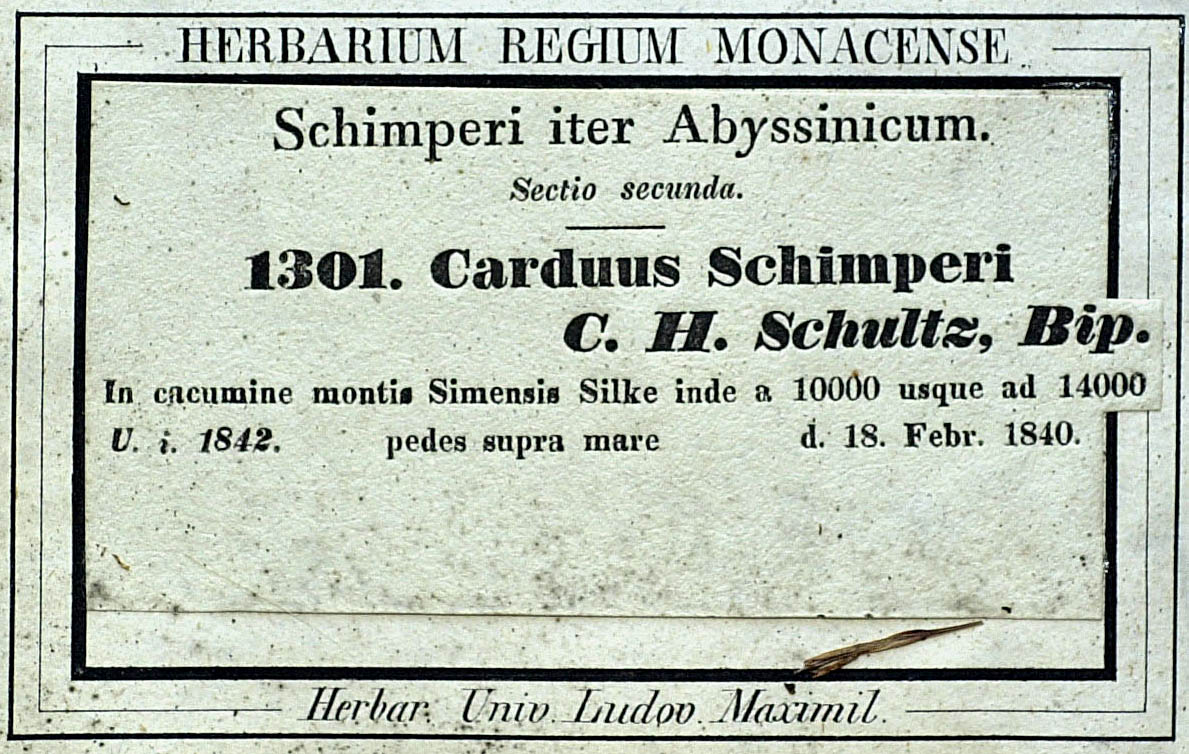 HERBARIUM REGIUM MONACENSE
Schimperi iter Abyssinicum.
Sectio secunda.
1301. Carduus Schimperi
C. H. Schultz, Bip.
In cacumine montis Simensis Silke inde a 10000 usque ad 14000
U. i. 1842. pedes supra mare d. 18. Febr. 1840.
Herbar. Univ. Ludov. Maximil.